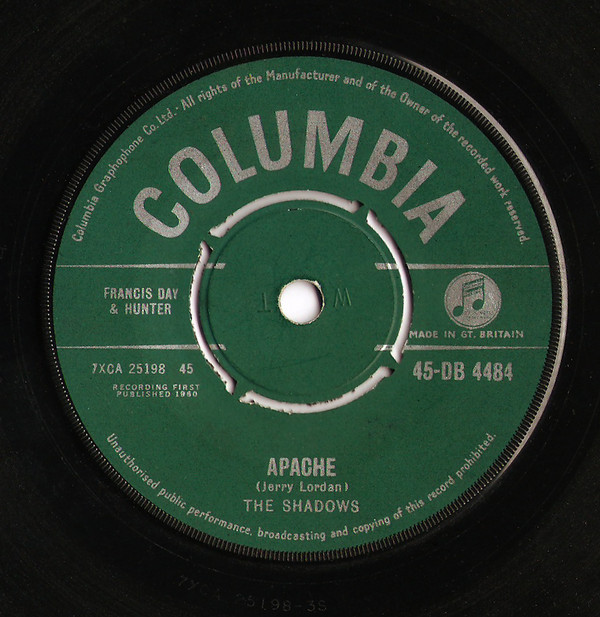 Columbia Graphophone Co. Ltd. · All rights of the Manufacturer and of the Owner of the recorded work reserved.
COLUMBIA
FRANCIS DAY
& HUNTER
MADE IN GT. BRITAIN
7XCA 25198 45
45-DB 4484
RECORDING FIRST
PUBLISHED 1960
APACHE
(Jerry Lordan)
THE SHADOWS
Unauthorised public performance, broadcasting and copying of this record prohibited.